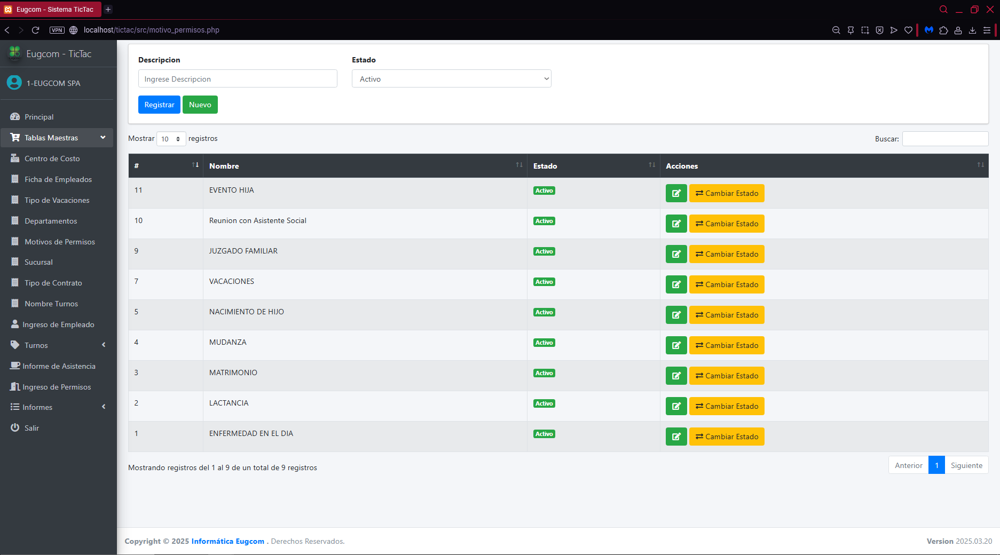 Eugcom - Sistema TicTac
VPN localhost/tictac/src/motivo_permisos.php
Eugcom - TicTac
1-EUGCOM SPA
Principal
Tablas Maestras
Centro de Costo
Ficha de Empleados
Tipo de Vacaciones
Departamentos
Motivos de Permisos
Sucursal
Tipo de Contrato
Nombre Turnos
Ingreso de Empleado
Turnos
Informe de Asistencia
Ingreso de Permisos
Informes
Salir
Descripcion Estado
Ingrese Descripcion Activo
Registrar Nuevo
Mostrar 10 registros Buscar:
# Nombre Estado Acciones
11 EVENTO HIJA Activo Cambiar Estado
10 Reunion con Asistente Social Activo Cambiar Estado
9 JUZGADO FAMILIAR Activo Cambiar Estado
7 VACACIONES Activo Cambiar Estado
5 NACIMIENTO DE HIJO Activo Cambiar Estado
4 MUDANZA Activo Cambiar Estado
3 MATRIMONIO Activo Cambiar Estado
2 LACTANCIA Activo Cambiar Estado
1 ENFERMEDAD EN EL DIA Activo Cambiar Estado
Mostrando registros del 1 al 9 de un total de 9 registros Anterior 1 Siguiente
Copyright © 2025 Informática Eugcom . Derechos Reservados. Version 2025.03.20